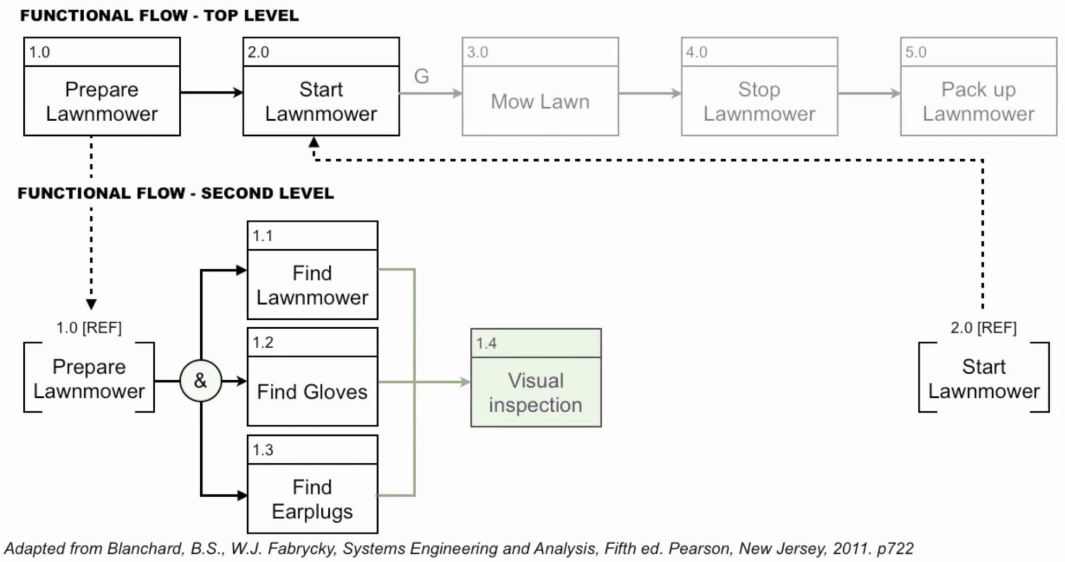 FUNCTIONAL FLOW - TOP LEVEL
1.0
Prepare
Lawnmower
2.0
Start
Lawnmower
G
3.0
Mow Lawn
4.0
Stop
Lawnmower
5.0
Pack up
Lawnmower
FUNCTIONAL FLOW - SECOND LEVEL
1.0 [REF]
Prepare
Lawnmower
&
1.1
Find
Lawnmower
1.2
Find Gloves
1.3
Find
Earplugs
1.4
Visual
inspection
2.0 [REF]
Start
Lawnmower
Adapted from Blanchard, B.S., W.J. Fabrycky, Systems Engineering and Analysis, Fifth ed. Pearson, New Jersey, 2011. p722